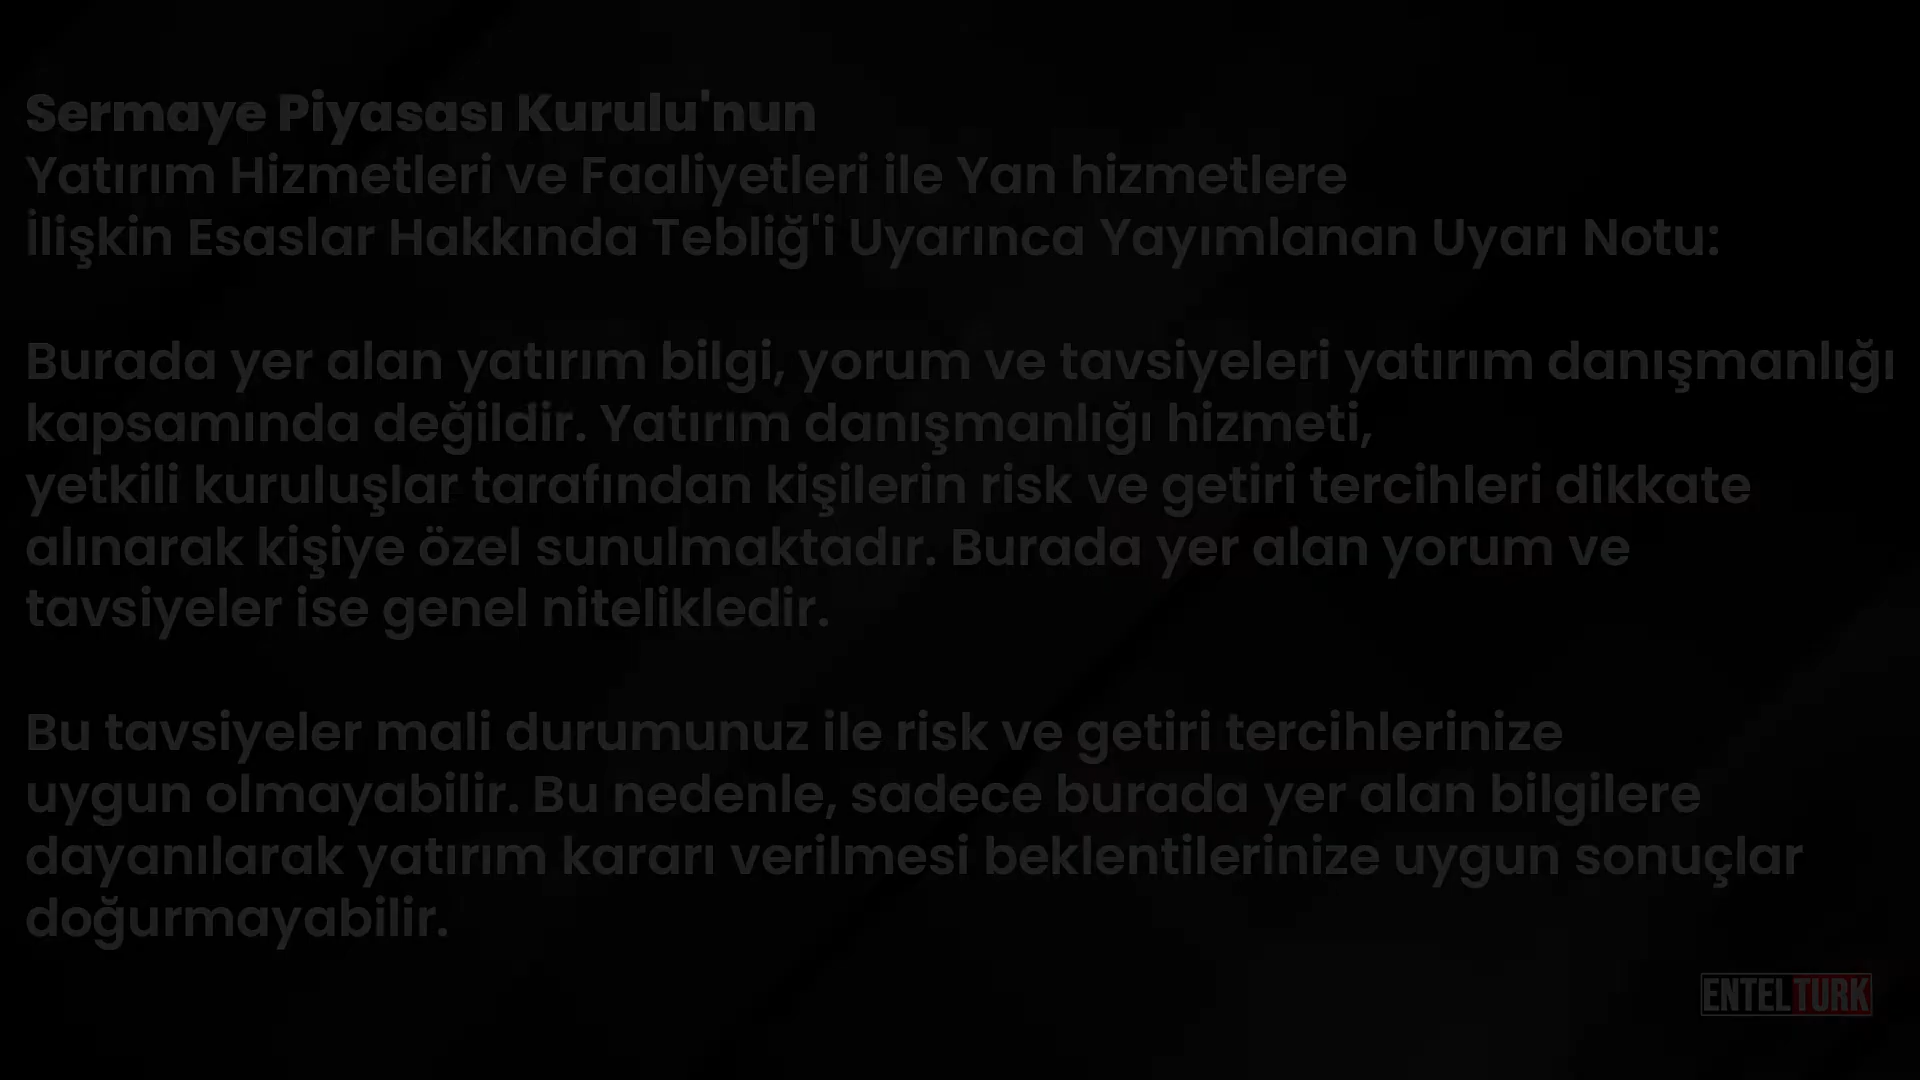 Sermaye Piyasası Kurulu'nun
Yatırım Hizmetleri ve Faaliyetleri ile Yan hizmetlere
İlişkin Esaslar Hakkında Tebliğ'i Uyarınca Yayımlanan Uyarı Notu:
Burada yer alan yatırım bilgi, yorum ve tavsiyeleri yatırım danışmanlığı
kapsamında değildir. Yatırım danışmanlığı hizmeti,
yetkili kuruluşlar tarafından kişilerin risk ve getiri tercihleri dikkate
alınarak kişiye özel sunulmaktadır. Burada yer alan yorum ve
tavsiyeler ise genel nitelikledir.
Bu tavsiyeler mali durumunuz ile risk ve getiri tercihlerinize
uygun olmayabilir. Bu nedenle, sadece burada yer alan bilgilere
dayanılarak yatırım kararı verilmesi beklentilerinize uygun sonuçlar
doğurmayabilir.
ENTELTURK